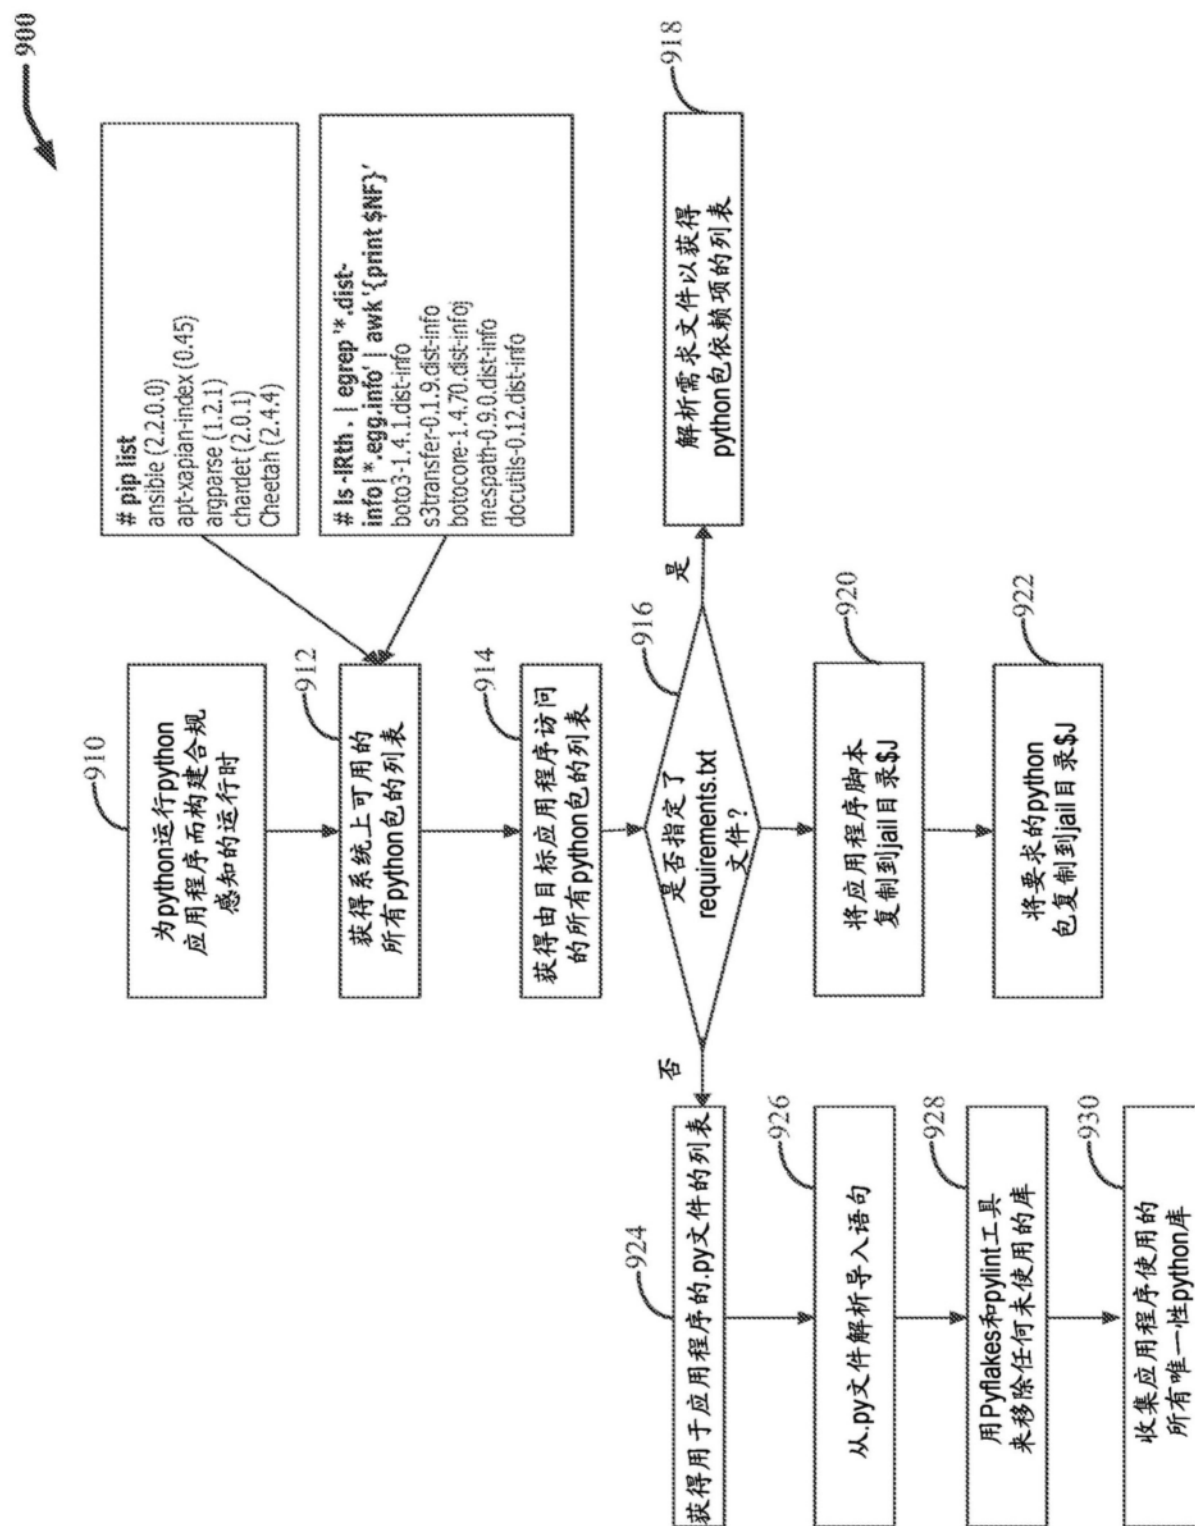 900
910
为python运行python
应用程序而构建合规
感知的运行时
# pip list
ansible (2.2.0.0)
apt-xapian-index (0.45)
argparse (1.2.1)
chardet (2.0.1)
Cheetah (2.4.4)
912
获得系统上可用的
所有python包的列表
# ls -lRth . | egrep '*.dist-
info|*.egg.info' | awk '{print $NF}'
boto3-1.4.1.dist-info
s3transfer-0.1.9.dist-info
botocore-1.4.70.dist-infoj
mespath-0.9.0.dist-info
docutils-0.12.dist-info
914
获得由目标应用程序访问
的所有python包的列表
916
是否指定了
requirements.txt
文件?
是
918
解析需求文件以获得
python包依赖项的列表
920
将应用程序脚本
复制到jail目录$J
922
将要求的python
包复制到jail目录$J
否
924
获得用于应用程序的.py文件的列表
926
从.py文件解析导入语句
928
用Pyflakes和pylint工具
来移除任何未使用的库
930
收集应用程序使用的
所有唯一性python库